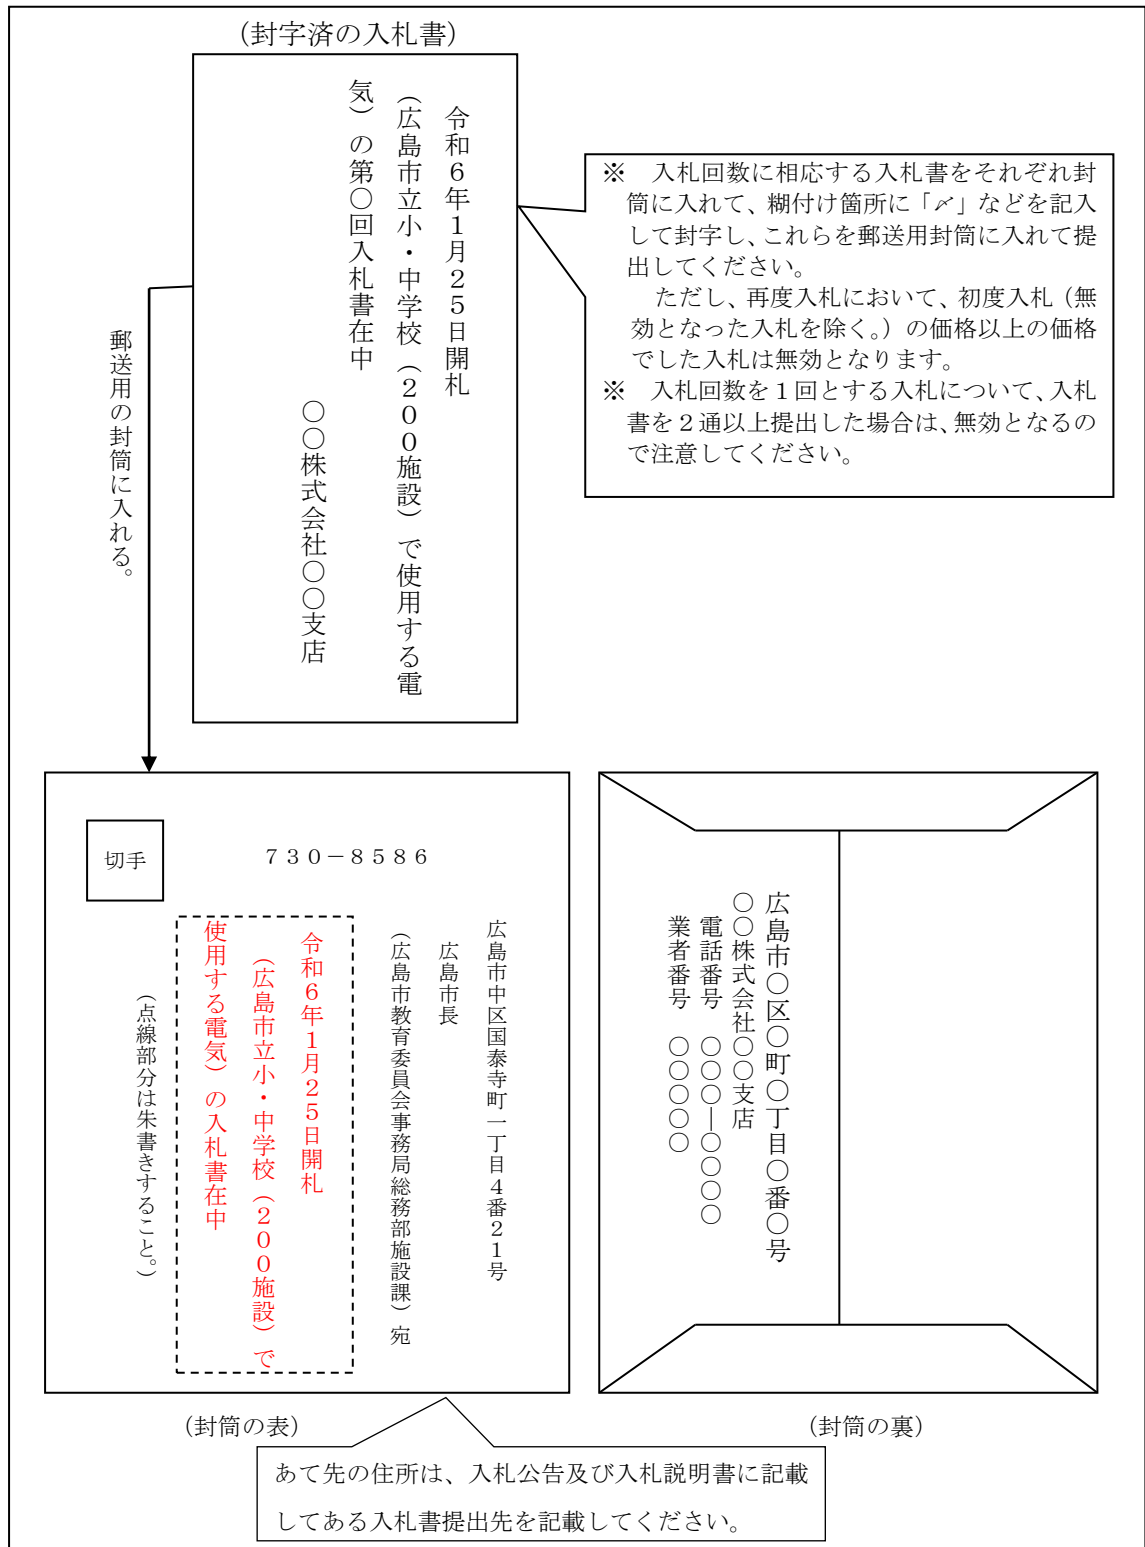 (封字済の入札書)
令和６年１月２５日開札
（広島市立小・中学校（２００施設）で使用する電
気）の第〇回入札書在中
〇〇株式会社〇〇支店
※　入札回数に相応する入札書をそれぞれ封
筒に入れて、糊付け箇所に「〆」などを記入
して封字し、これらを郵送用封筒に入れて提
出してください。
ただし、再度入札において、初度入札（無
効となった入札を除く。）の価格以上の価格
でした入札は無効となります。
※　入札回数を１回とする入札について、入札
書を２通以上提出した場合は、無効となるの
で注意してください。
郵送用の封筒に入れる。
切手
７３０－８５８６
広島市中区国泰寺町一丁目４番２１号
広島市長
（広島市教育委員会事務局総務部施設課）宛
令和６年１月２５日開札
（広島市立小・中学校（２００施設）で
使用する電気）の入札書在中
（点線部分は朱書きすること。）
(封筒の表)
広島市〇区〇町〇丁目〇番〇号
〇〇株式会社〇〇支店
電話番号　〇〇〇―〇〇〇〇
業者番号　〇〇〇〇〇
(封筒の裏)
あて先の住所は、入札公告及び入札説明書に記載
してある入札書提出先を記載してください。